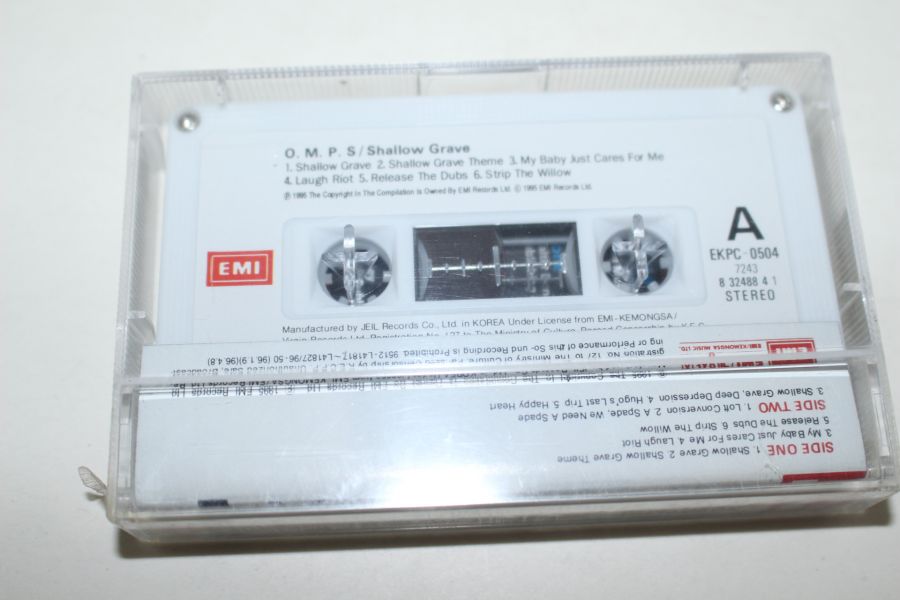 O. M. P. S/Shallow Grave
1. Shallow Grave 2. Shallow Grave Theme 3. My Baby Just Cares For Me
4. Laugh Riot 5. Release The Dubs 6. Strip The Willow
℗ 1995 The Copyright In The Compilation Is Owned By EMI Records Ltd. © 1995 EMI Records Ltd.
EMI
A
EKPC-0504
7243
8 32488 4 1
STEREO
Manufactured by JEIL Records Co., Ltd. in KOREA Under License from EMI-KEMONGSA/
SIDE ONE 1. Shallow Grave 2 Shallow Grave Theme
3. My Baby Just Cares For Me 4. Laugh Riot
5. Release The Dubs 6 Strip The Willow
SIDE TWO 1. Loft Conversion 2. A Spade, We Need A Spade
3. Shallow Grave, Deep Depression 4. Hugo's Last Trip 5. Happy Heart
EMI-KEMONGSA MUSIC LTD.